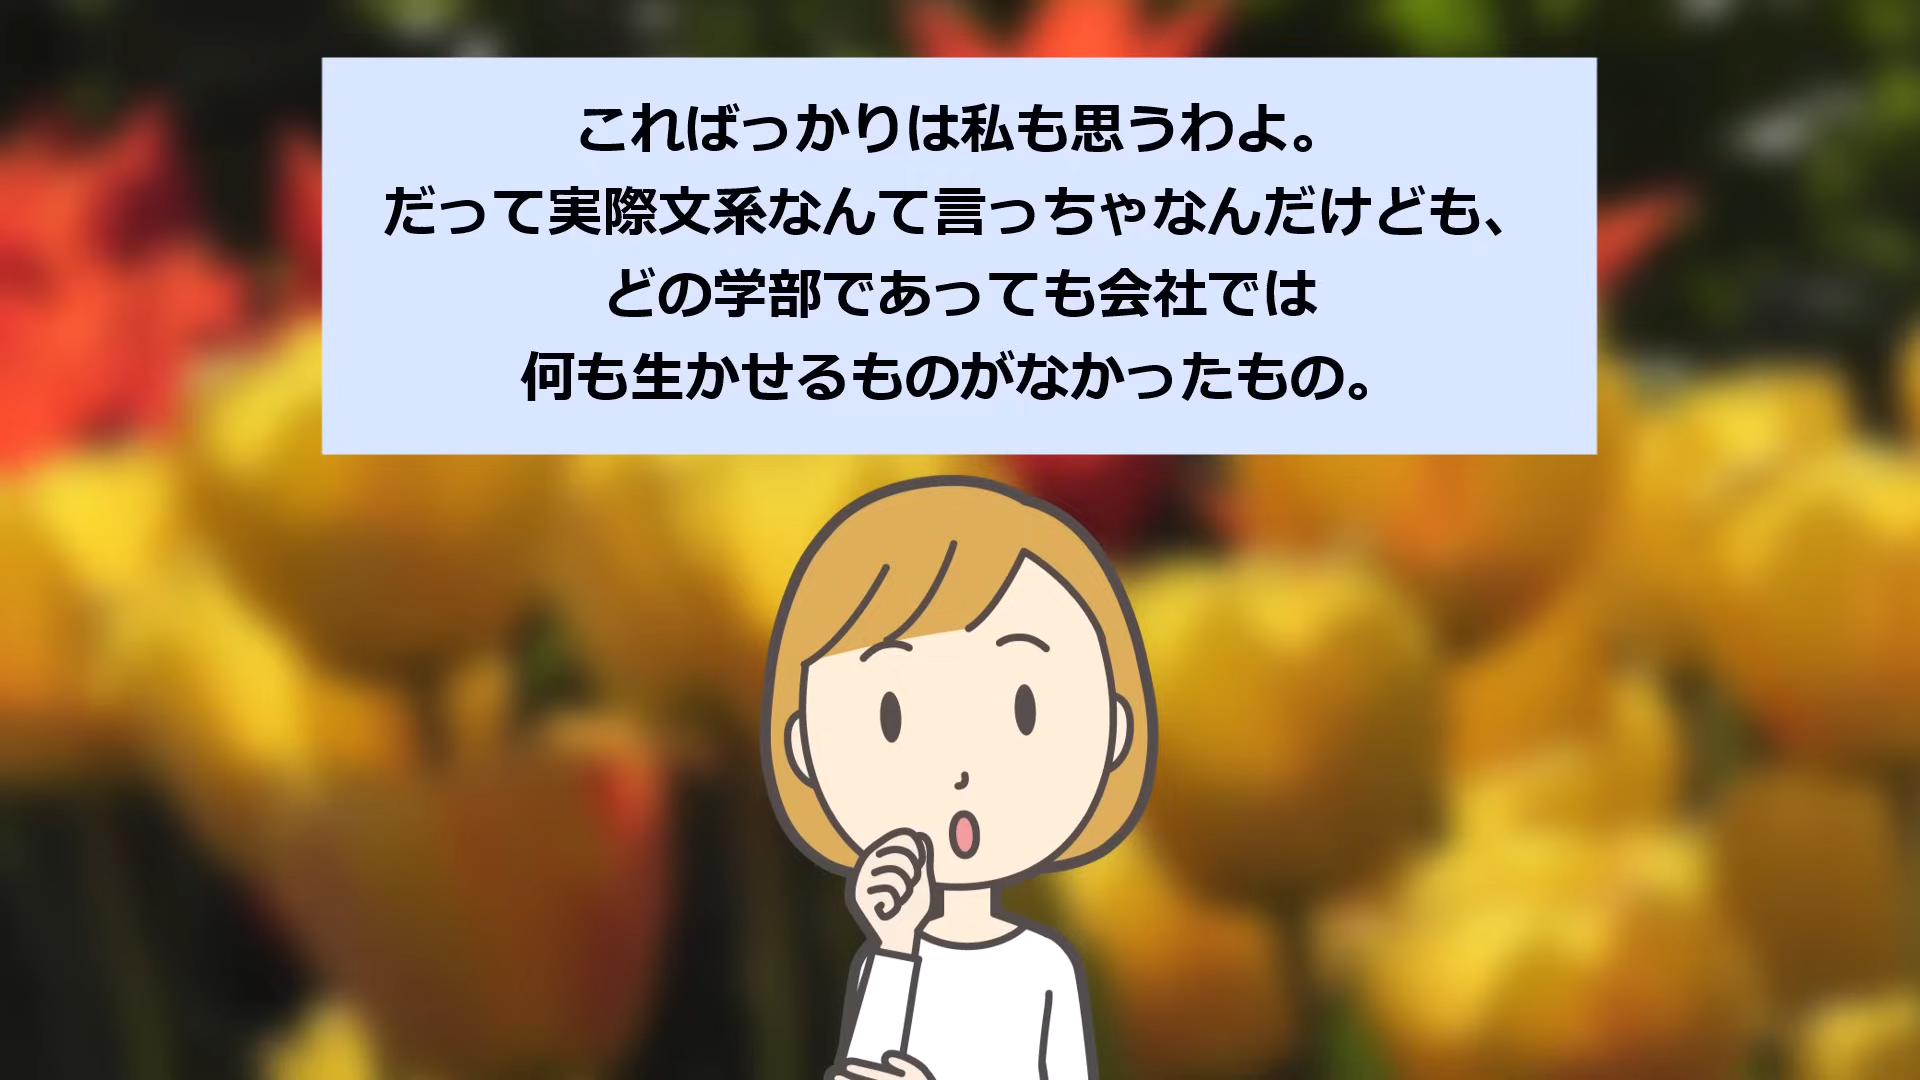 こればっかりは私も思うわよ。
だって実際文系なんて言っちゃなんだけども、
どの学部であっても会社では
何も生かせるものがなかったもの。